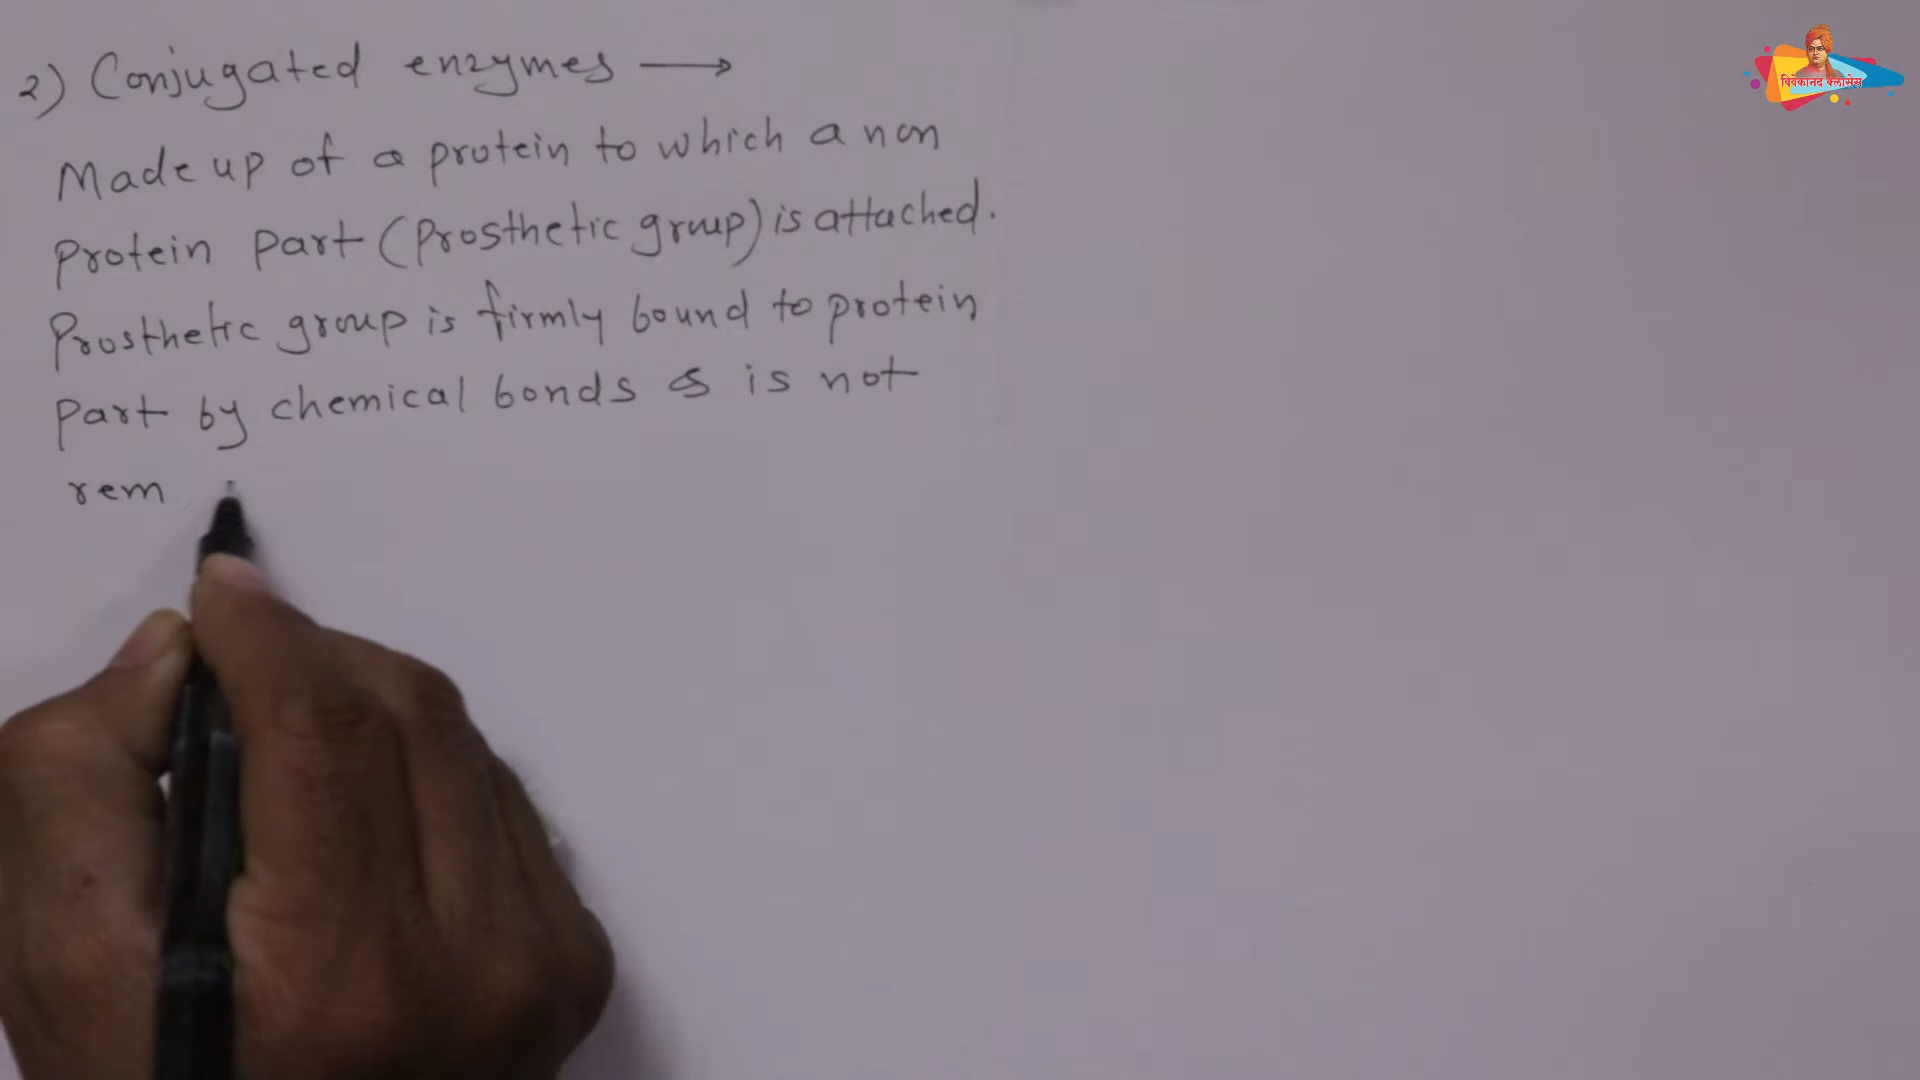 2) Conjugated enzymes →
Made up of a protein to which a non
protein part (Prosthetic group) is attached.
Prosthetic group is firmly bound to protein
part by chemical bonds & is not
rem
विवेकानंद क्लासेस